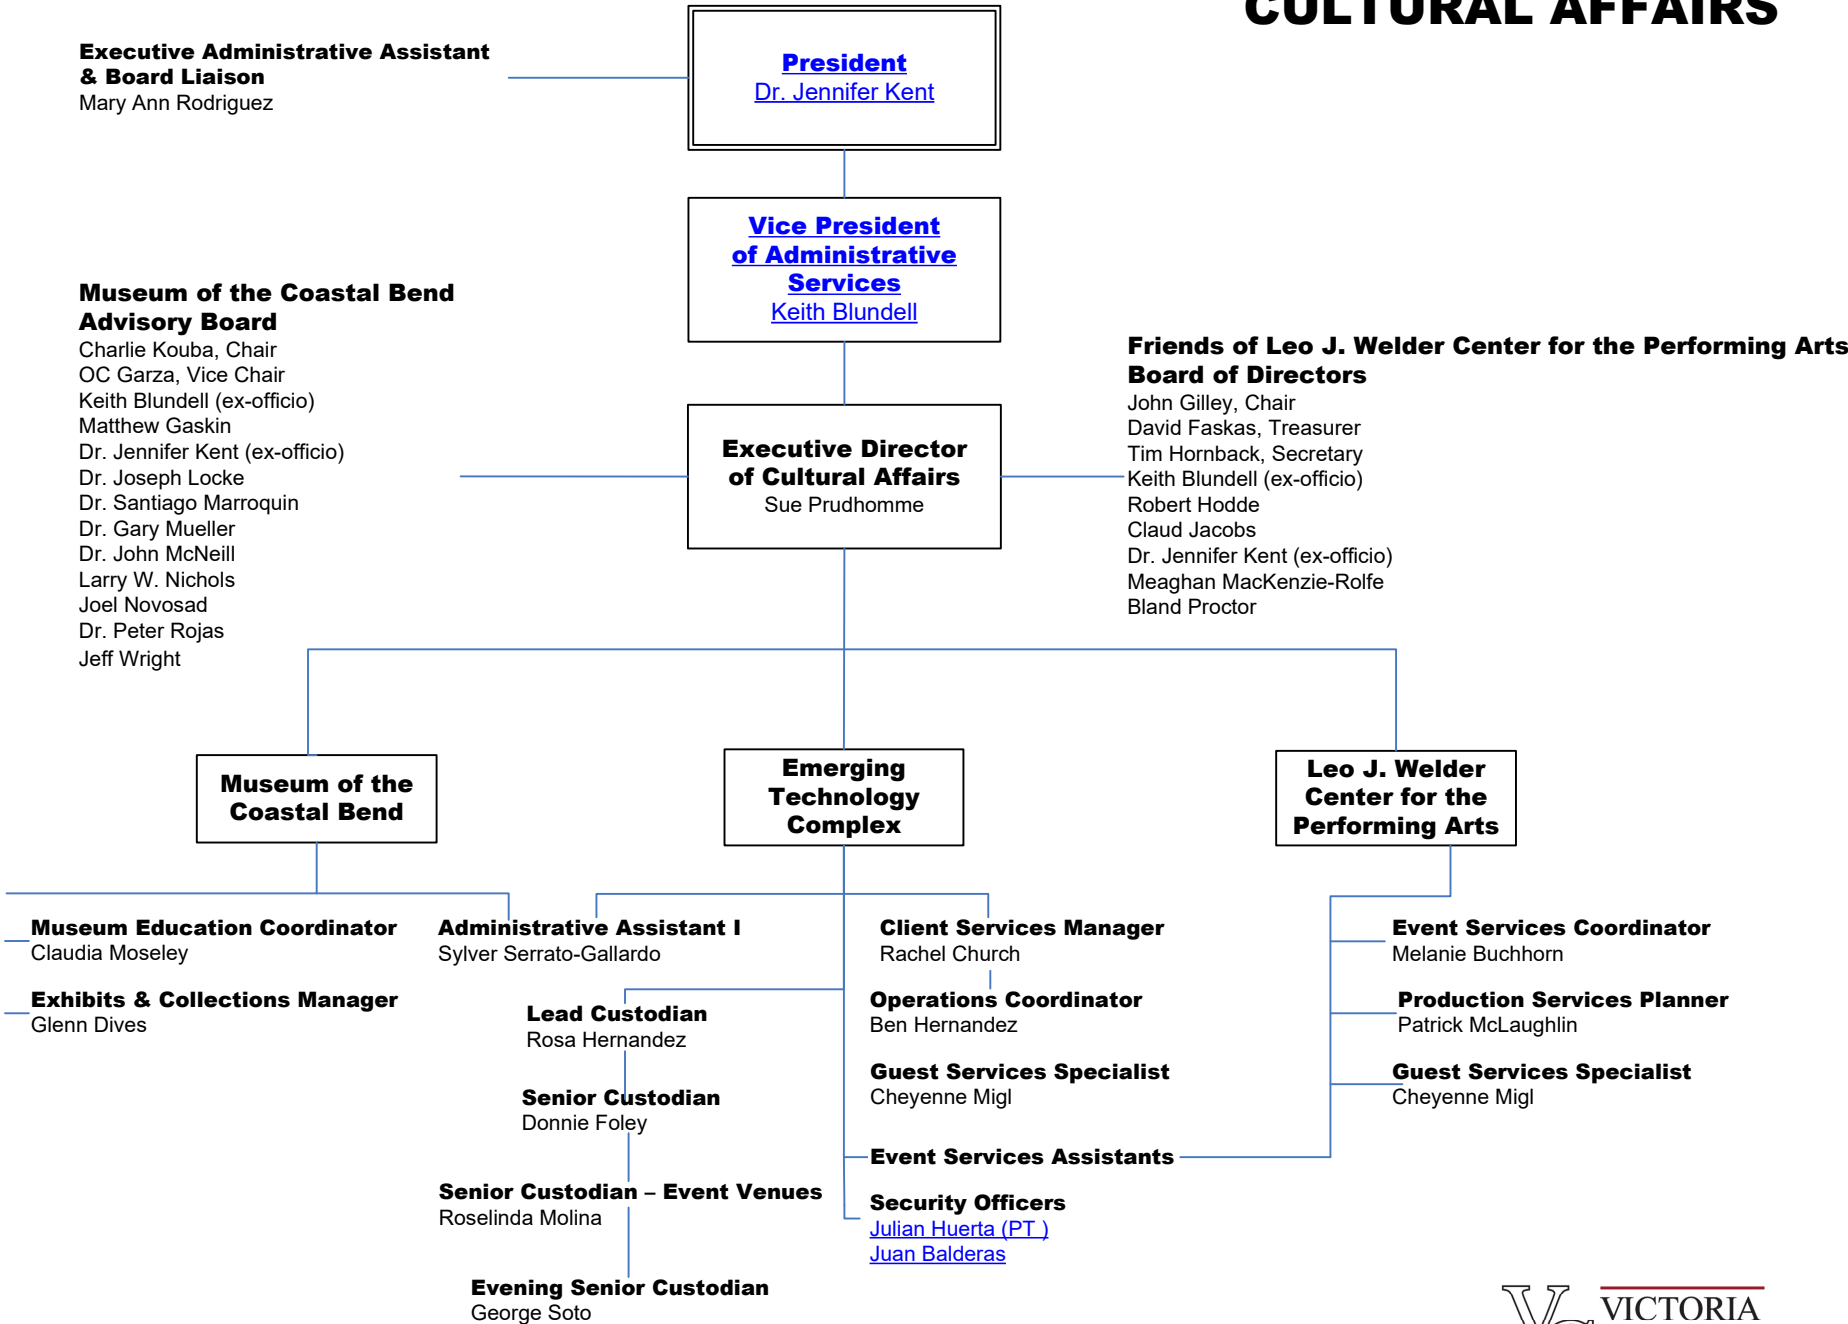 CULTURAL AFFAIRS
Executive Administrative Assistant
& Board Liaison
Mary Ann Rodriguez
President
Dr. Jennifer Kent
Vice President
of Administrative
Services
Keith Blundell
Museum of the Coastal Bend
Advisory Board
Charlie Kouba, Chair
OC Garza, Vice Chair
Keith Blundell (ex-officio)
Matthew Gaskin
Dr. Jennifer Kent (ex-officio)
Dr. Joseph Locke
Dr. Santiago Marroquin
Dr. Gary Mueller
Dr. John McNeill
Larry W. Nichols
Joel Novosad
Dr. Peter Rojas
Jeff Wright
Executive Director
of Cultural Affairs
Sue Prudhomme
Friends of Leo J. Welder Center for the Performing Arts
Board of Directors
John Gilley, Chair
David Faskas, Treasurer
Tim Hornback, Secretary
Keith Blundell (ex-officio)
Robert Hodde
Claud Jacobs
Dr. Jennifer Kent (ex-officio)
Meaghan MacKenzie-Rolfe
Bland Proctor
Museum of the
Coastal Bend
Emerging
Technology
Complex
Leo J. Welder
Center for the
Performing Arts
Museum Education Coordinator
Claudia Moseley
Exhibits & Collections Manager
Glenn Dives
Administrative Assistant I
Sylver Serrato-Gallardo
Lead Custodian
Rosa Hernandez
Senior Custodian
Donnie Foley
Senior Custodian – Event Venues
Roselinda Molina
Evening Senior Custodian
George Soto
Client Services Manager
Rachel Church
Operations Coordinator
Ben Hernandez
Guest Services Specialist
Cheyenne Migl
Event Services Assistants
Security Officers
Julian Huerta (PT )
Juan Balderas
Event Services Coordinator
Melanie Buchhorn
Production Services Planner
Patrick McLaughlin
Guest Services Specialist
Cheyenne Migl
VC VICTORIA